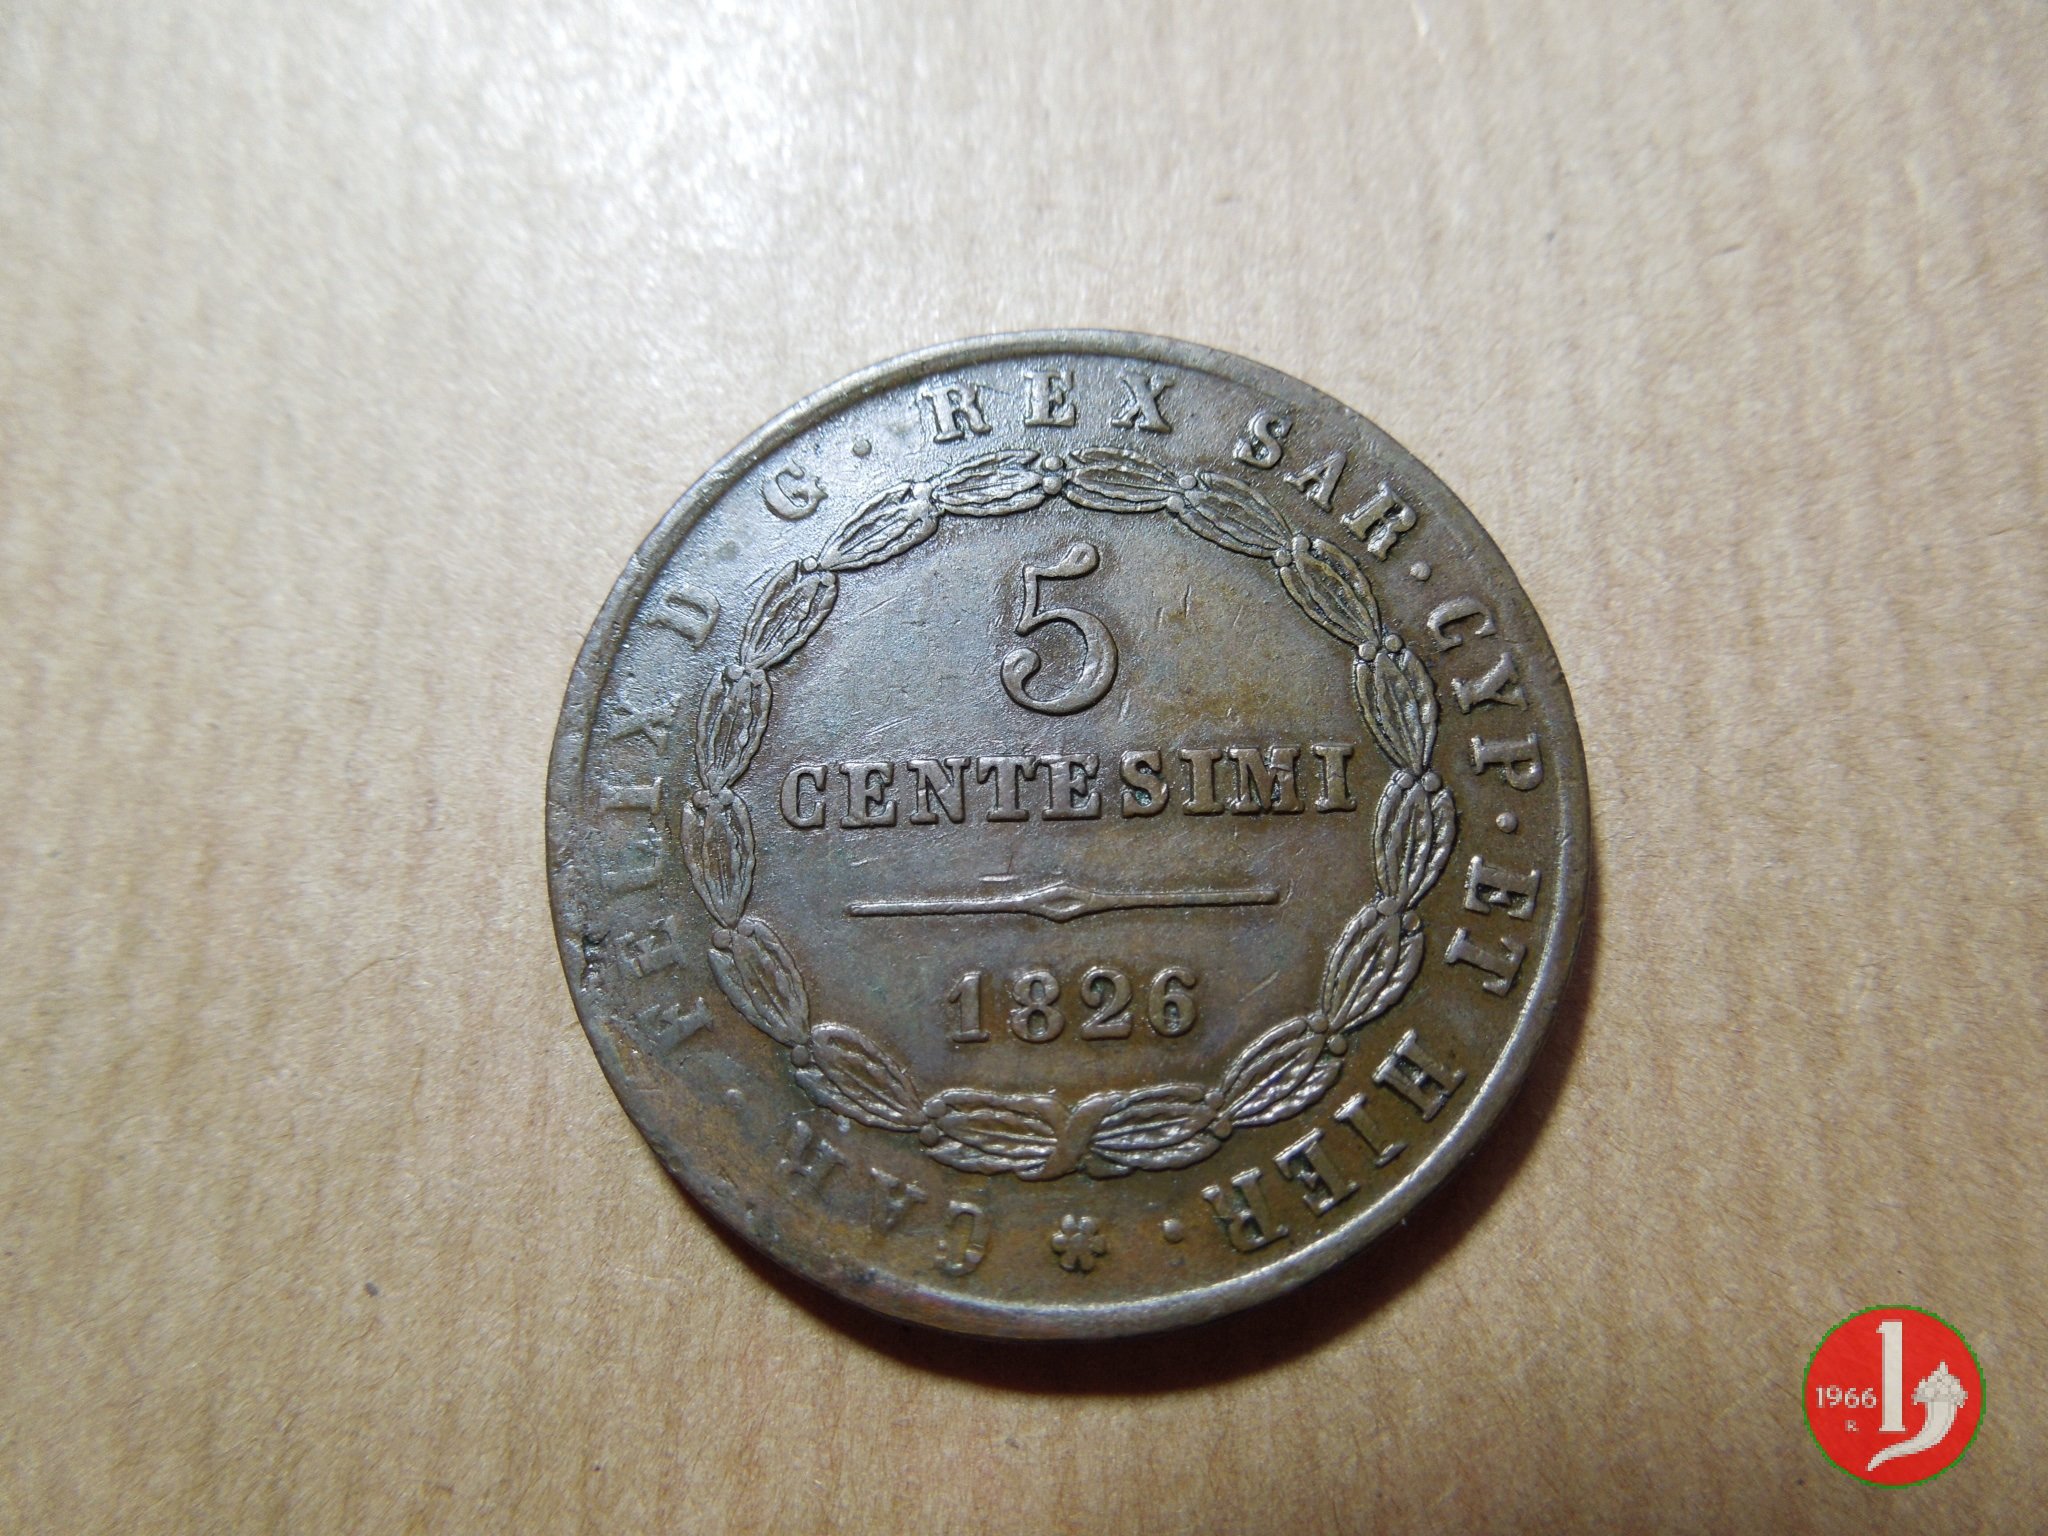 CAR · FELIX D · G · REX SAR · CYP · ET HIER ·
5
CENTESIMI
1826
1966
R